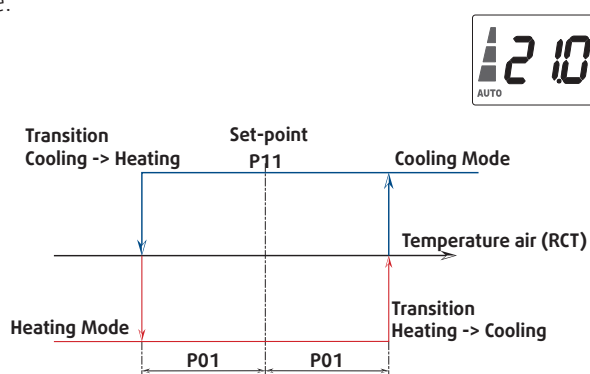 e.
21.0
AUTO
Transition
Cooling -> Heating
Set-point
P11
Cooling Mode
Temperature air (RCT)
Heating Mode
Transition
Heating -> Cooling
P01
P01